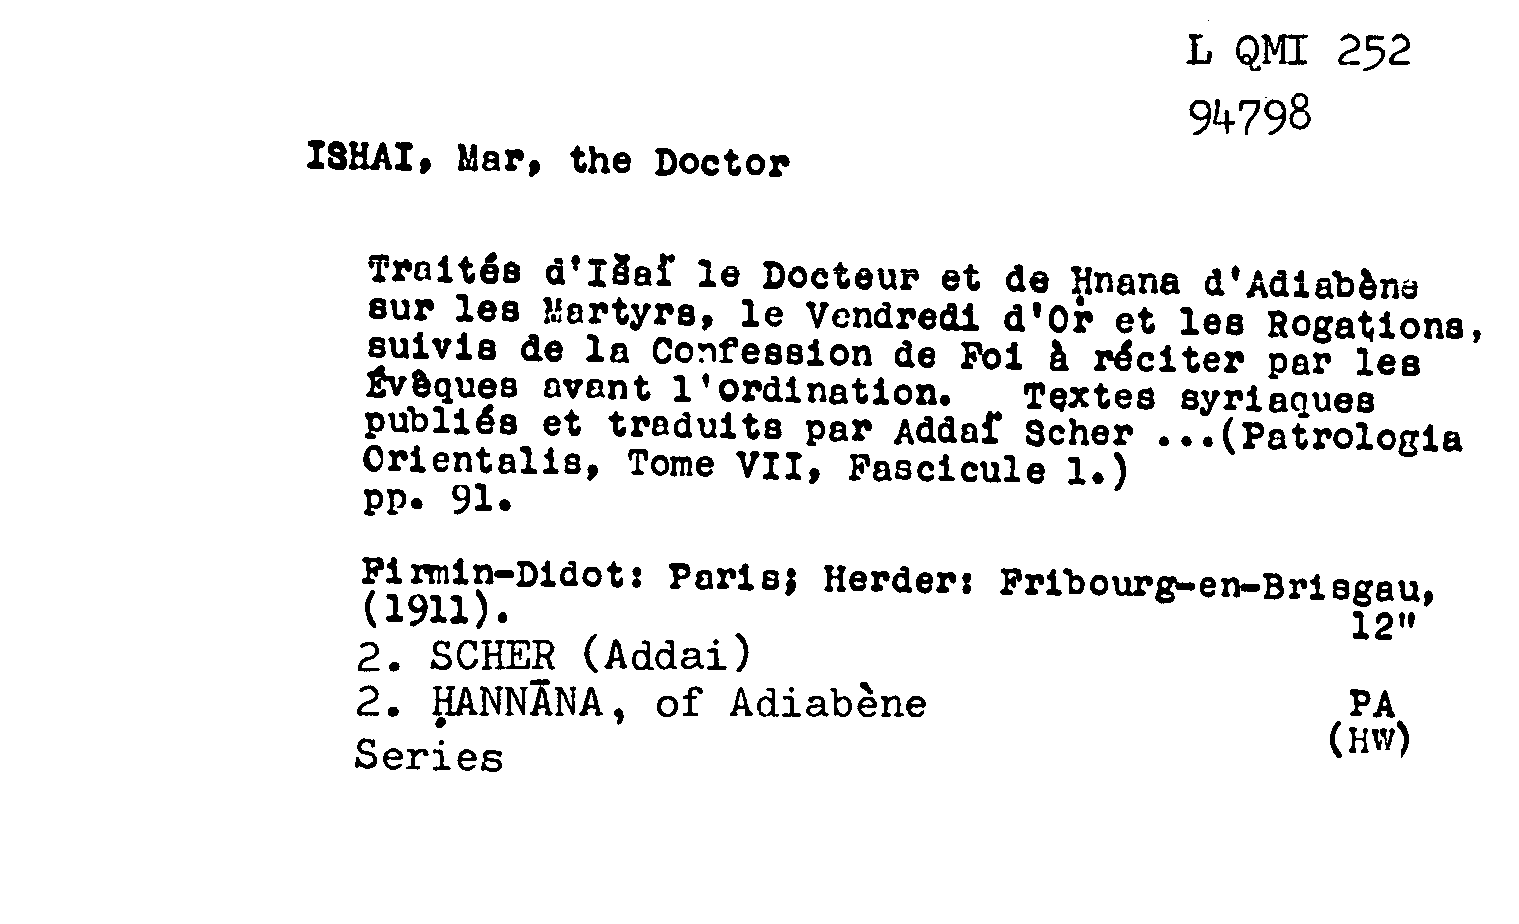 L QMI 252
94798
ISHAI, Mar, the Doctor
Traités d'Išaï le Docteur et de Ḥnana d'Adiabène
sur les Martyrs, le Vendredi d'Or et les Rogations,
suivis de la Confession de Foi à réciter par les
Évêques avant l'ordination. Textes syriaques
publiés et traduits par Addaï Scher ...(Patrologia
Orientalis, Tome VII, Fascicule 1.)
pp. 91.
Firmin-Didot: Paris; Herder: Fribourg-en-Brisgau,
(1911). 12"
2. SCHER (Addai)
2. ḤANNĀNA, of Adiabène PA
(HW)
Series